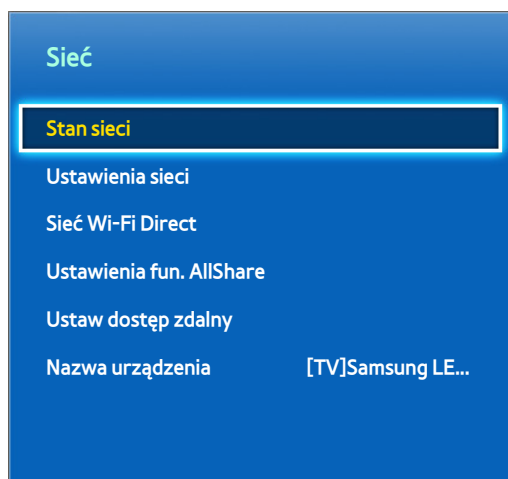 Sieć
Stan sieci
Ustawienia sieci
Sieć Wi-Fi Direct
Ustawienia fun. AllShare
Ustaw dostęp zdalny
Nazwa urządzenia [TV]Samsung LE...